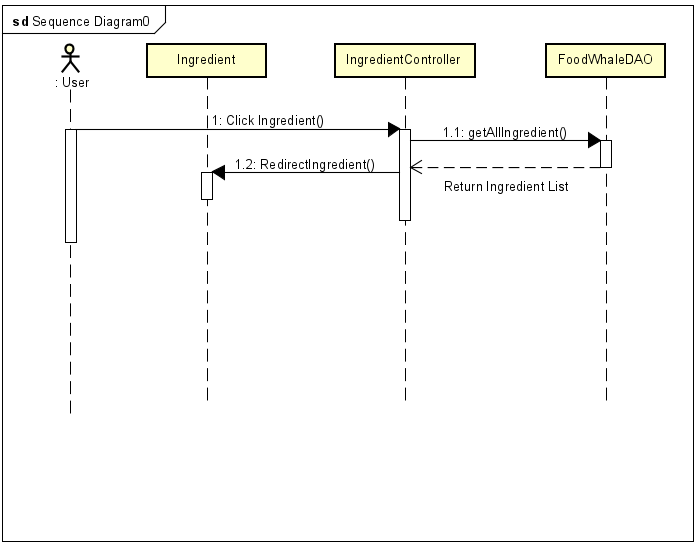 sd Sequence Diagram0
: User
Ingredient
IngredientController
FoodWhaleDAO
1: Click Ingredient()
1.1: getAllIngredient()
1.2: RedirectIngredient()
Return Ingredient List